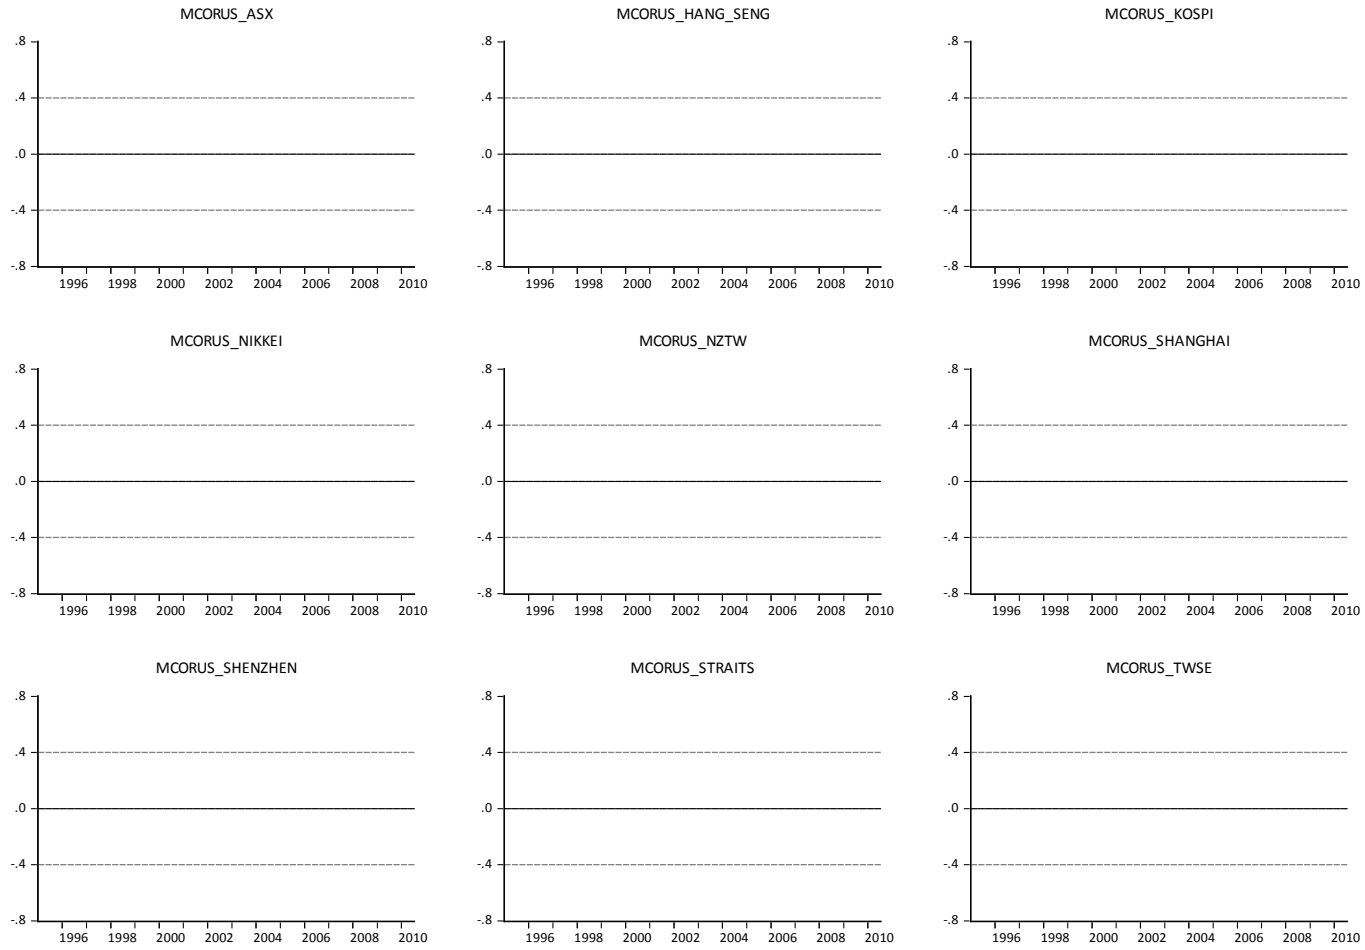 MCORUS_ASX MCORUS_HANG_SENG MCORUS_KOSPI
.8 .8 .8
.4 .4 .4
.0 .0 .0
-.4 -.4 -.4
-.8 -.8 -.8
1996 1998 2000 2002 2004 2006 2008 2010 1996 1998 2000 2002 2004 2006 2008 2010 1996 1998 2000 2002 2004 2006 2008 2010
MCORUS_NIKKEI MCORUS_NZTW MCORUS_SHANGHAI
.8 .8 .8
.4 .4 .4
.0 .0 .0
-.4 -.4 -.4
-.8 -.8 -.8
1996 1998 2000 2002 2004 2006 2008 2010 1996 1998 2000 2002 2004 2006 2008 2010 1996 1998 2000 2002 2004 2006 2008 2010
MCORUS_SHENZHEN MCORUS_STRAITS MCORUS_TWSE
.8 .8 .8
.4 .4 .4
.0 .0 .0
-.4 -.4 -.4
-.8 -.8 -.8
1996 1998 2000 2002 2004 2006 2008 2010 1996 1998 2000 2002 2004 2006 2008 2010 1996 1998 2000 2002 2004 2006 2008 2010